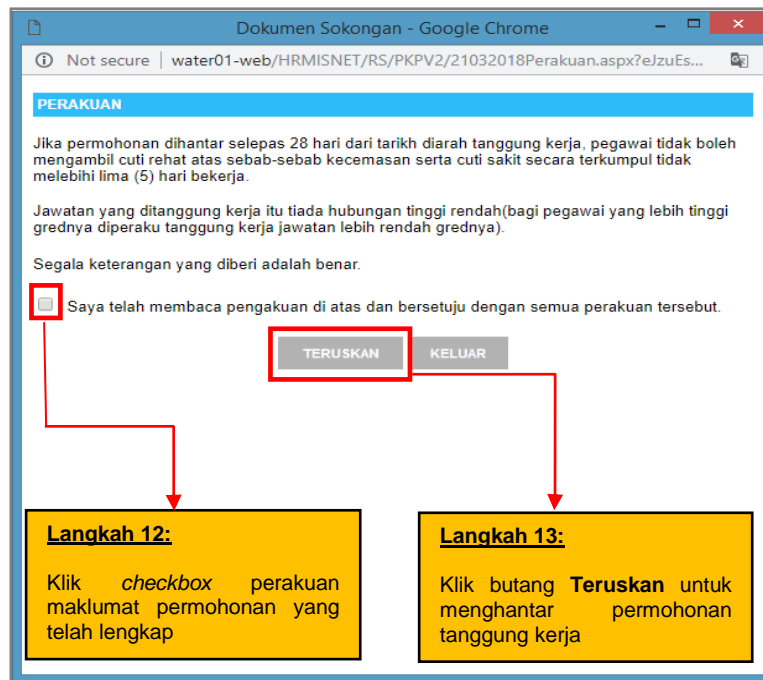 Dokumen Sokongan - Google Chrome
Not secure | water01-web/HRMISNET/RS/PKPV2/21032018Perakuan.aspx?eJzuEs...
PERAKUAN
Jika permohonan dihantar selepas 28 hari dari tarikh diarah tanggung kerja, pegawai tidak boleh
mengambil cuti rehat atas sebab-sebab kecemasan serta cuti sakit secara terkumpul tidak
melebihi lima (5) hari bekerja.
Jawatan yang ditanggung kerja itu tiada hubungan tinggi rendah(bagi pegawai yang lebih tinggi
grednya diperaku tanggung kerja jawatan lebih rendah grednya).
Segala keterangan yang diberi adalah benar.
Saya telah membaca pengakuan di atas dan bersetuju dengan semua perakuan tersebut.
TERUSKAN KELUAR
Langkah 12:
Klik checkbox perakuan
maklumat permohonan yang
telah lengkap
Langkah 13:
Klik butang Teruskan untuk
menghantar permohonan
tanggung kerja